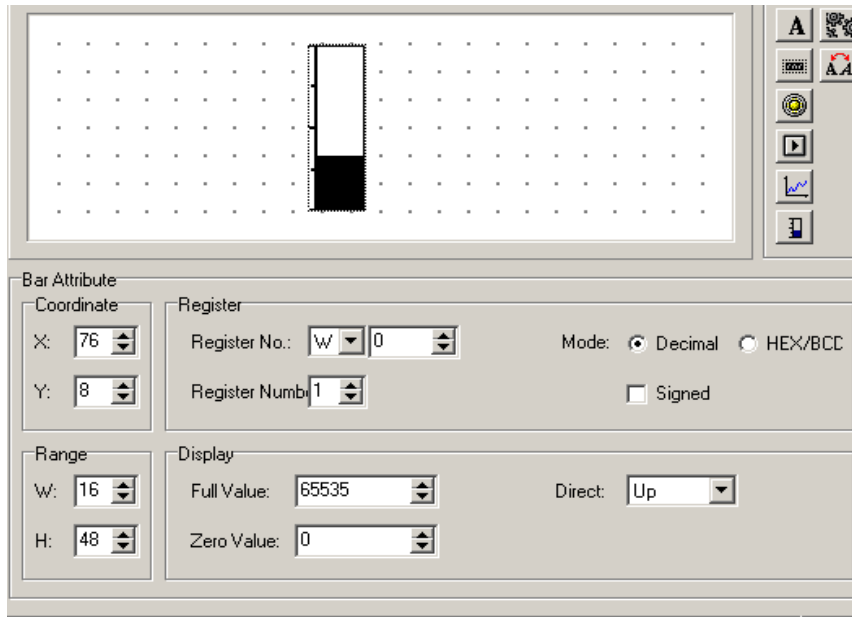 A
A A
Bar Attribute
Coordinate
Register
X: 76
Register No.: W 0
Mode: Decimal HEX/BCD
Y: 8
Register Numb 1
Signed
Range
Display
W: 16
Full Value: 65535
Direct: Up
H: 48
Zero Value: 0